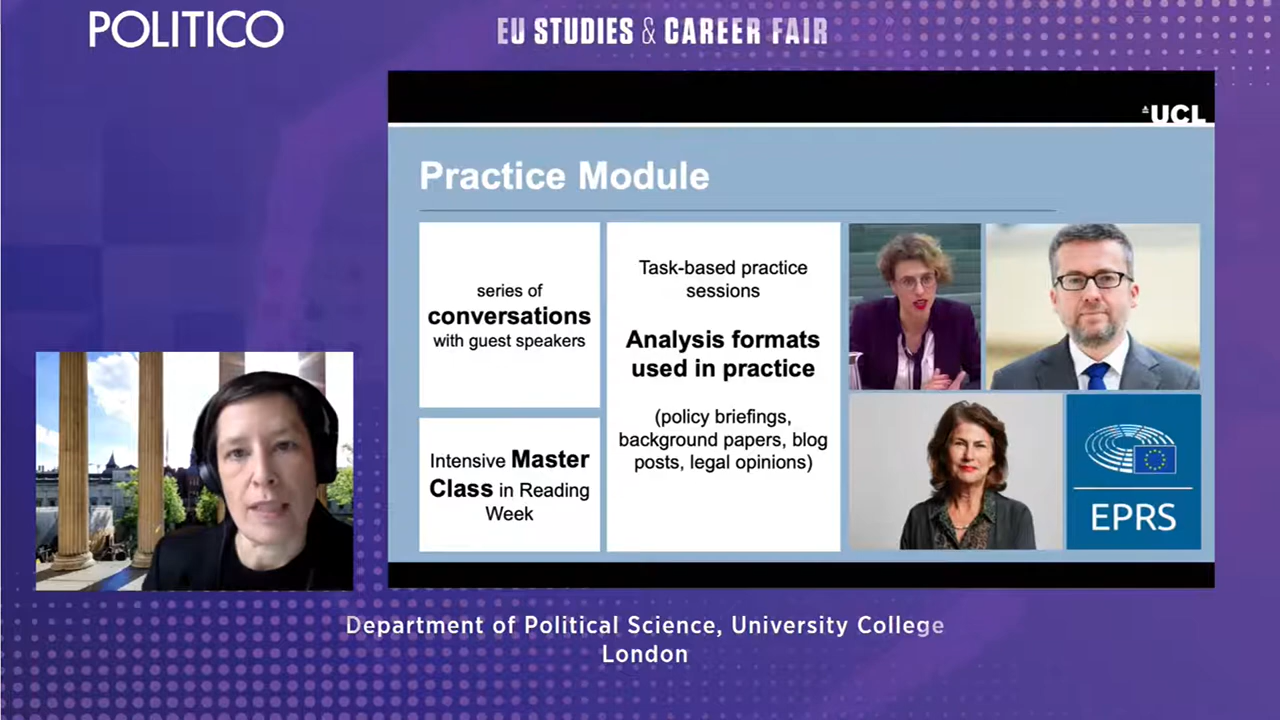 POLITICO
EU STUDIES & CAREER FAIR
UCL
Practice Module
series of
conversations
with guest speakers
Intensive Master
Class in Reading
Week
Task-based practice
sessions
Analysis formats
used in practice
(policy briefings,
background papers, blog
posts, legal opinions)
EPRS
Department of Political Science, University College
London